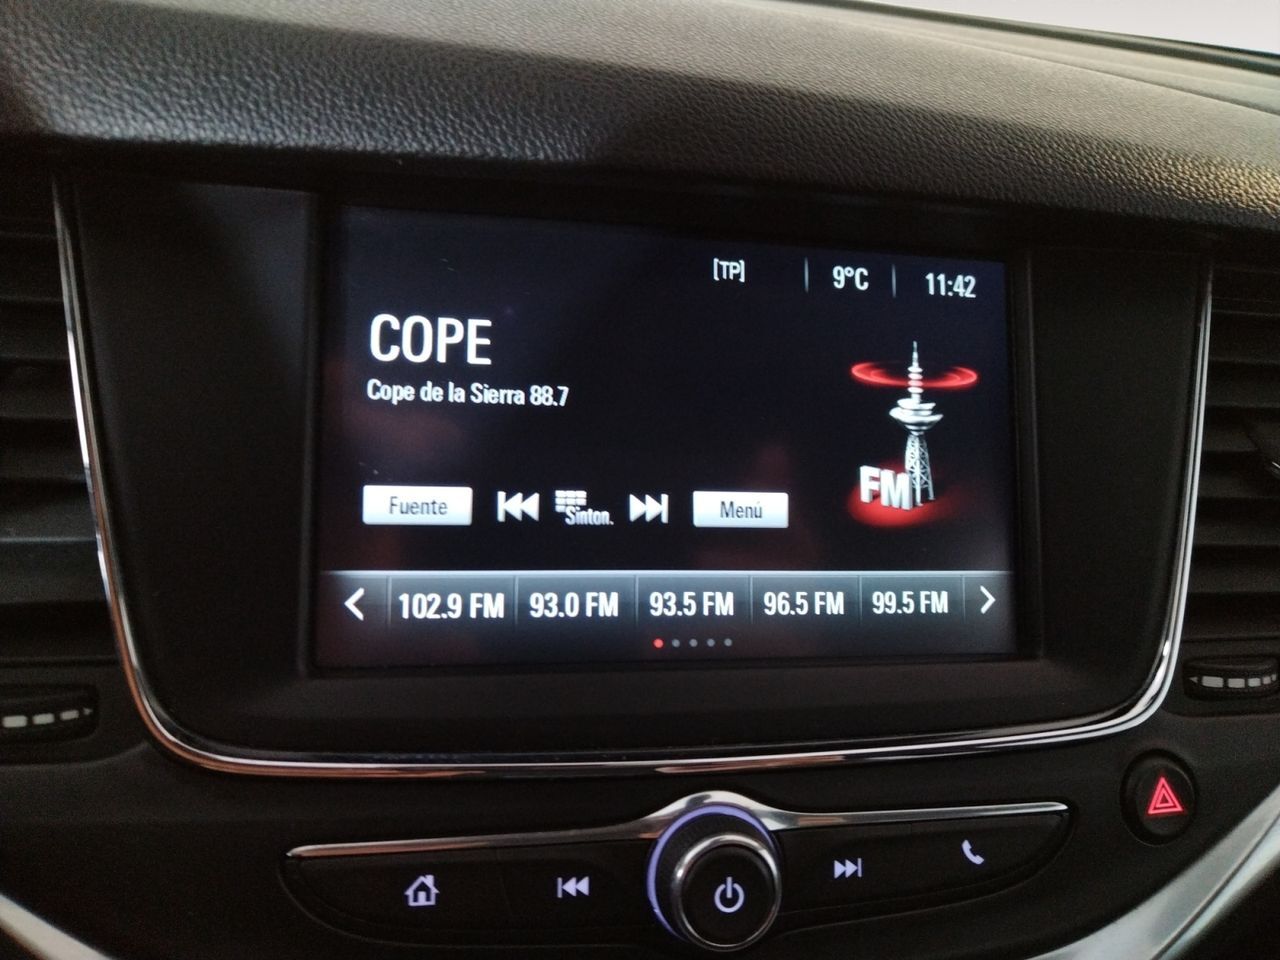 [TP] 9°C 11:42
COPE
Cope de la Sierra 88.7
FM
Fuente Sinton. Menú
102.9 FM 93.0 FM 93.5 FM 96.5 FM 99.5 FM